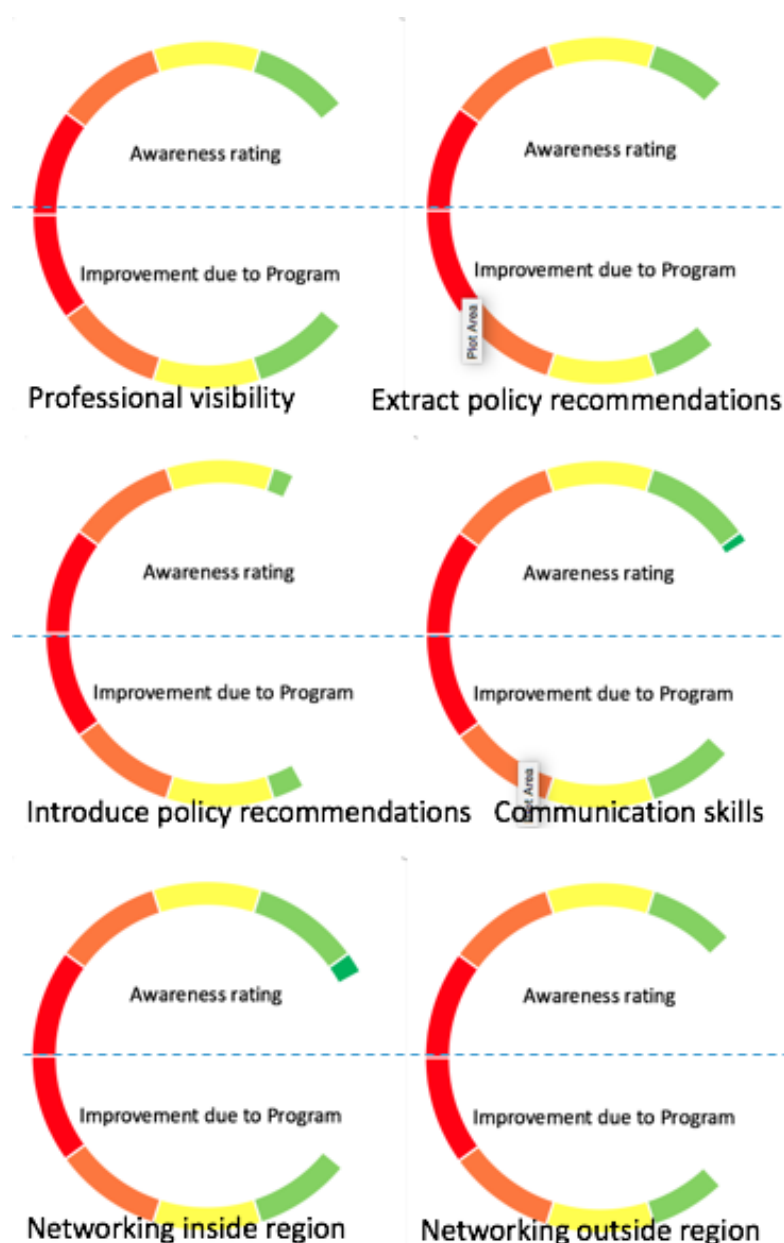 Awareness rating
Awareness rating
Improvement due to Program
Improvement due to Program
Plot Area
Professional visibility
Extract policy recommendations
Awareness rating
Awareness rating
Improvement due to Program
Improvement due to Program
Area
Introduce policy recommendations
Communication skills
Awareness rating
Awareness rating
Improvement due to Program
Improvement due to Program
Networking inside region
Networking outside region